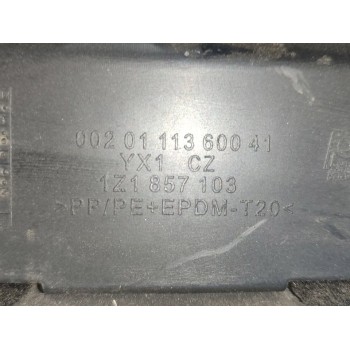 002 01 113 600 41
YX1 CZ
1Z1 857 103
>PP/PE+EPDM-T20<